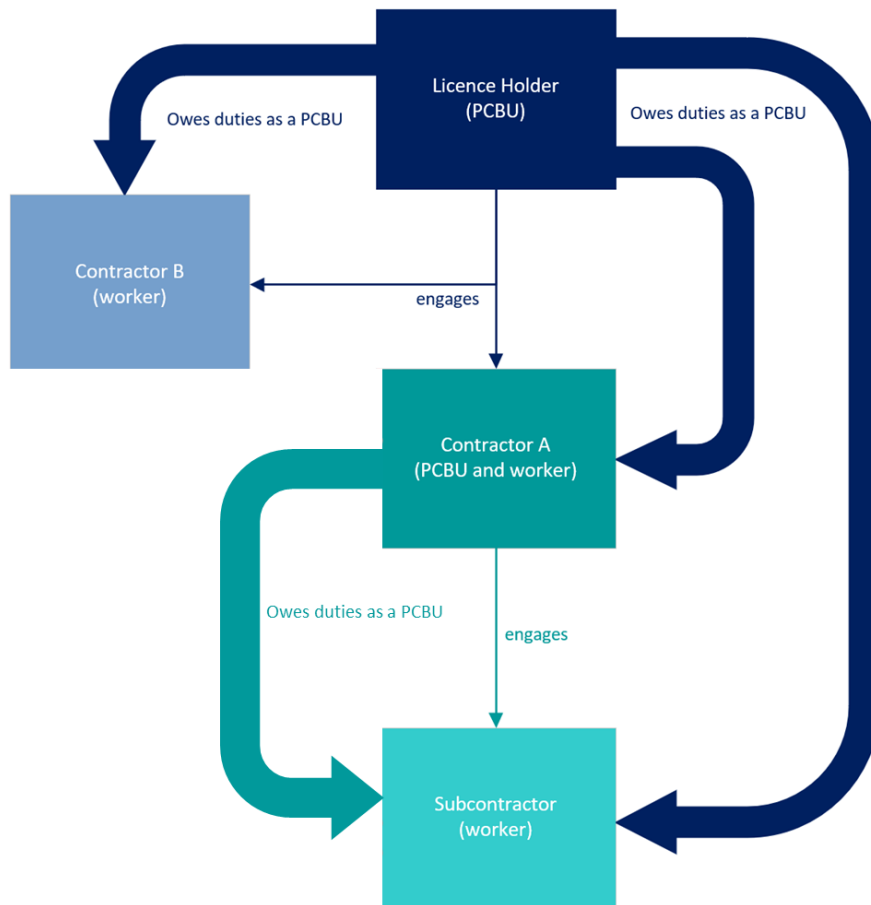 Licence Holder
(PCBU)
Owes duties as a PCBU
Owes duties as a PCBU
Contractor B
(worker)
engages
Contractor A
(PCBU and worker)
Owes duties as a PCBU
engages
Subcontractor
(worker)